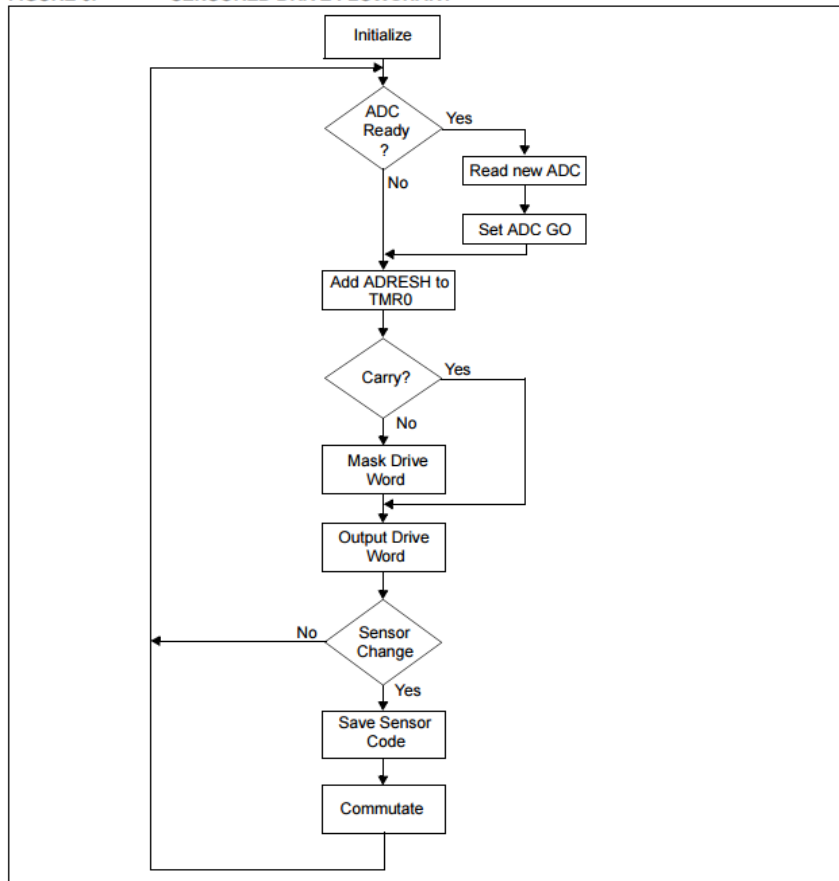 Initialize
ADC
Ready
?
Yes
Read new ADC
No
Set ADC GO
Add ADRESH to
TMR0
Carry?
Yes
No
Mask Drive
Word
Output Drive
Word
No
Sensor
Change
Yes
Save Sensor
Code
Commutate